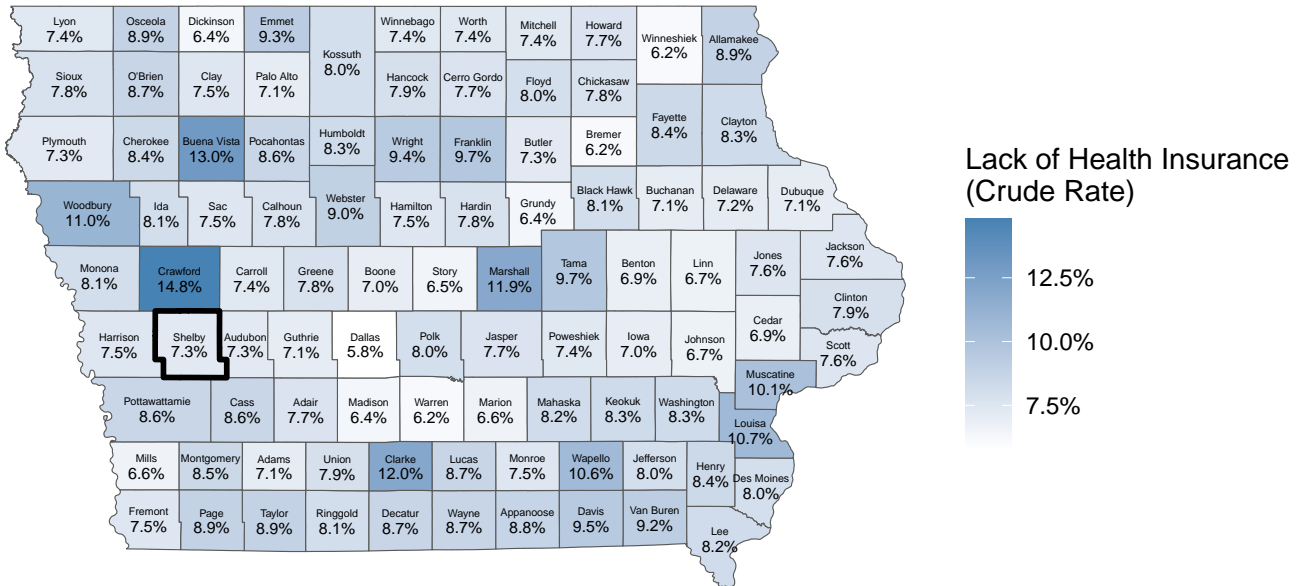 Lyon
7.4%
Osceola
8.9%
Dickinson
6.4%
Emmet
9.3%
Kossuth
8.0%
Winnebago
7.4%
Worth
7.4%
Mitchell
7.4%
Howard
7.7%
Winneshiek
6.2%
Allamakee
8.9%
Sioux
7.8%
O'Brien
8.7%
Clay
7.5%
Palo Alto
7.1%
Hancock
7.9%
Cerro Gordo
7.7%
Floyd
8.0%
Chickasaw
7.8%
Fayette
8.4%
Clayton
8.3%
Plymouth
7.3%
Cherokee
8.4%
Buena Vista
13.0%
Pocahontas
8.6%
Humboldt
8.3%
Wright
9.4%
Franklin
9.7%
Butler
7.3%
Bremer
6.2%
Woodbury
11.0%
Ida
8.1%
Sac
7.5%
Calhoun
7.8%
Webster
9.0%
Hamilton
7.5%
Hardin
7.8%
Grundy
6.4%
Black Hawk
8.1%
Buchanan
7.1%
Delaware
7.2%
Dubuque
7.1%
Monona
8.1%
Crawford
14.8%
Carroll
7.4%
Greene
7.8%
Boone
7.0%
Story
6.5%
Marshall
11.9%
Tama
9.7%
Benton
6.9%
Linn
6.7%
Jones
7.6%
Jackson
7.6%
Clinton
7.9%
Harrison
7.5%
Shelby
7.3%
Audubon
7.3%
Guthrie
7.1%
Dallas
5.8%
Polk
8.0%
Jasper
7.7%
Poweshiek
7.4%
Iowa
7.0%
Johnson
6.7%
Cedar
6.9%
Scott
7.6%
Muscatine
10.1%
Pottawattamie
8.6%
Cass
8.6%
Adair
7.7%
Madison
6.4%
Warren
6.2%
Marion
6.6%
Mahaska
8.2%
Keokuk
8.3%
Washington
8.3%
Louisa
10.7%
Mills
6.6%
Montgomery
8.5%
Adams
7.1%
Union
7.9%
Clarke
12.0%
Lucas
8.7%
Monroe
7.5%
Wapello
10.6%
Jefferson
8.0%
Henry
8.4%
Des Moines
8.0%
Fremont
7.5%
Page
8.9%
Taylor
8.9%
Ringgold
8.1%
Decatur
8.7%
Wayne
8.7%
Appanoose
8.8%
Davis
9.5%
Van Buren
9.2%
Lee
8.2%
Lack of Health Insurance
(Crude Rate)
12.5%
10.0%
7.5%